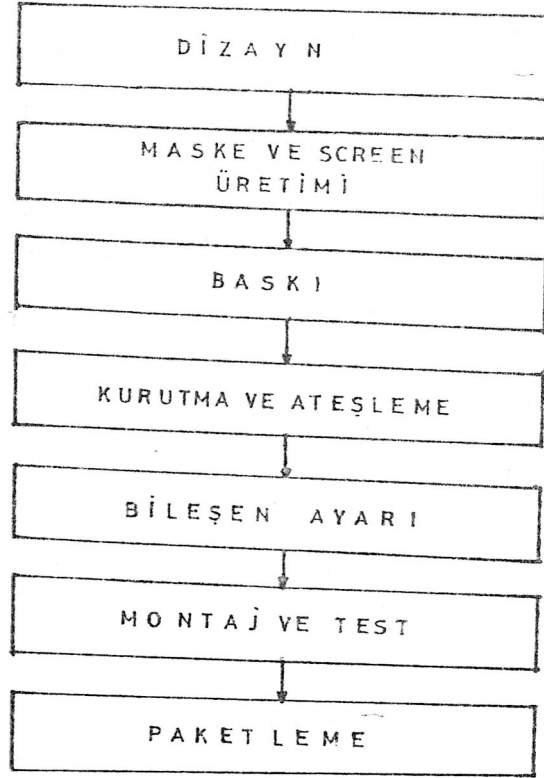 DİZAYN
MASKE VE SCREEN
ÜRETİMİ
BASKI
KURUTMA VE ATEŞLEME
BİLEŞEN AYARI
MONTAJ VE TEST
PAKETLEME